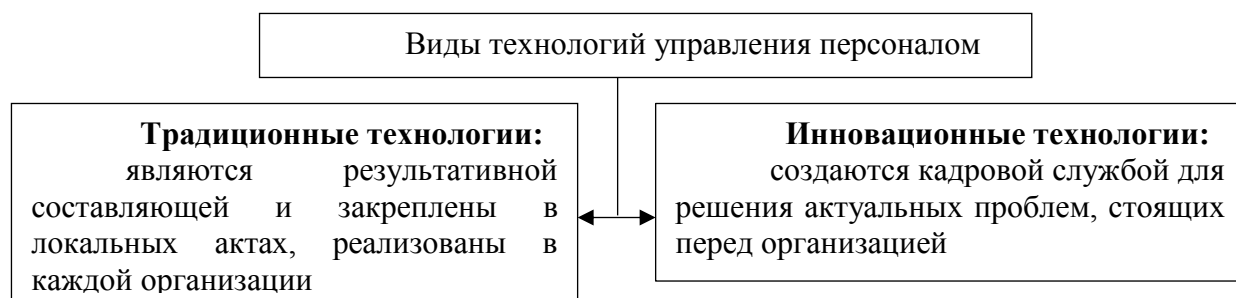 Виды технологий управления персоналом
Традиционные технологии:
являются результативной
составляющей и закреплены в
локальных актах, реализованы в
каждой организации
Инновационные технологии:
создаются кадровой службой для
решения актуальных проблем, стоящих
перед организацией